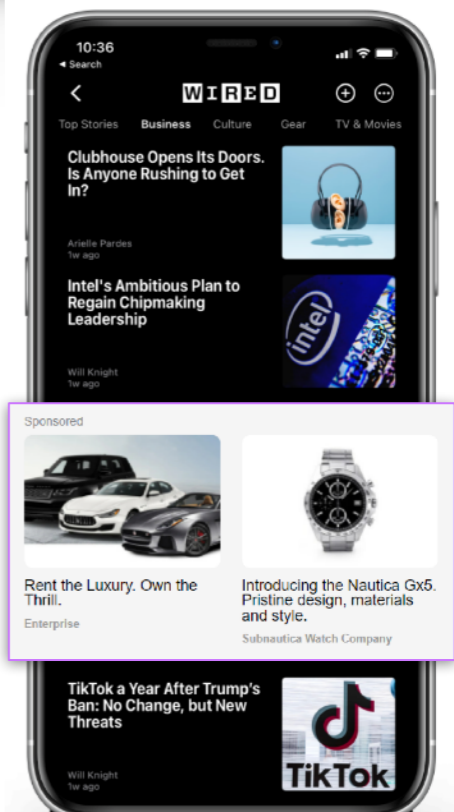 10:36
Search
WIRED
Top Stories Business Culture Gear TV & Movies
Clubhouse Opens Its Doors.
Is Anyone Rushing to Get
In?
Arielle Pardes
1w ago
Intel's Ambitious Plan to
Regain Chipmaking
Leadership
intel
Will Knight
1w ago
Sponsored
Rent the Luxury. Own the
Thrill.
Enterprise
Introducing the Nautica Gx5.
Pristine design, materials
and style.
Subnautica Watch Company
TikTok a Year After Trump's
Ban: No Change, but New
Threats
Will Knight
1w ago
TikTok